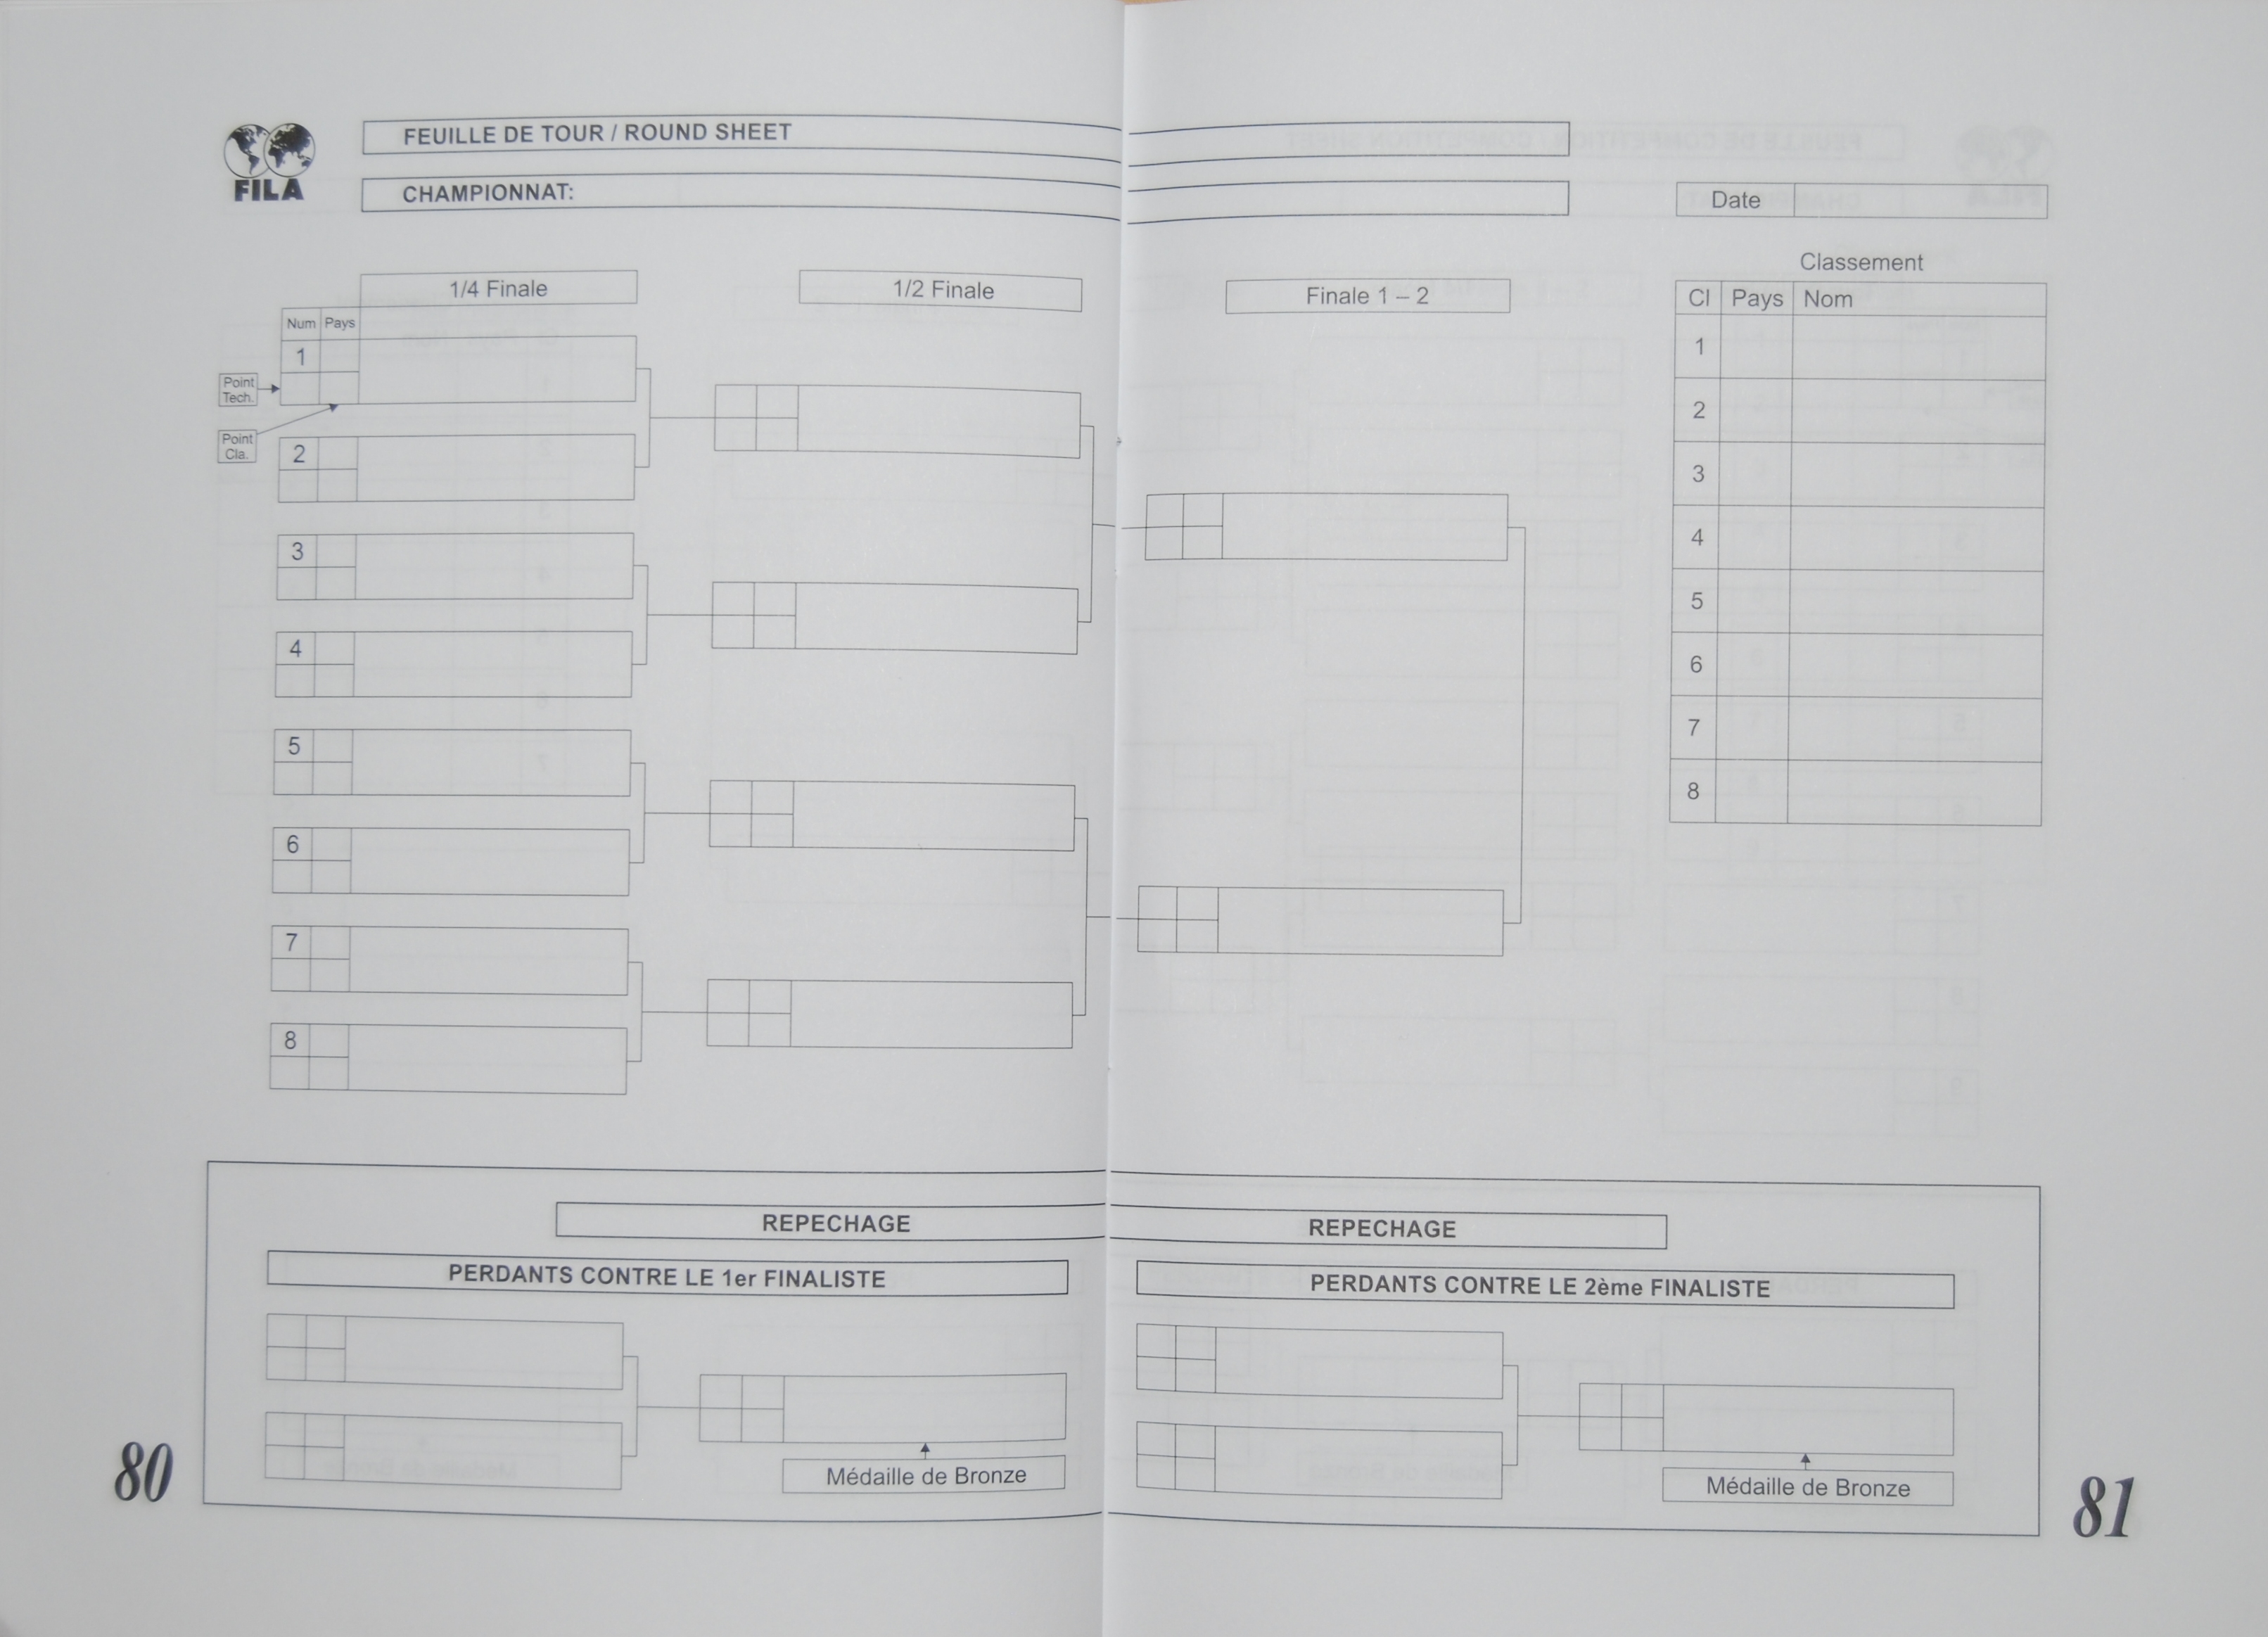 FILA
FEUILLE DE TOUR / ROUND SHEET
CHAMPIONNAT:
Date
1/4 Finale
1/2 Finale
Finale 1 – 2
Classement
Cl Pays Nom
1
2
3
4
5
6
7
8
Num Pays
1
Point
Tech.
Point
Cla.
2
3
4
5
6
7
8
REPECHAGE
REPECHAGE
PERDANTS CONTRE LE 1er FINALISTE
PERDANTS CONTRE LE 2ème FINALISTE
Médaille de Bronze
Médaille de Bronze
80
81